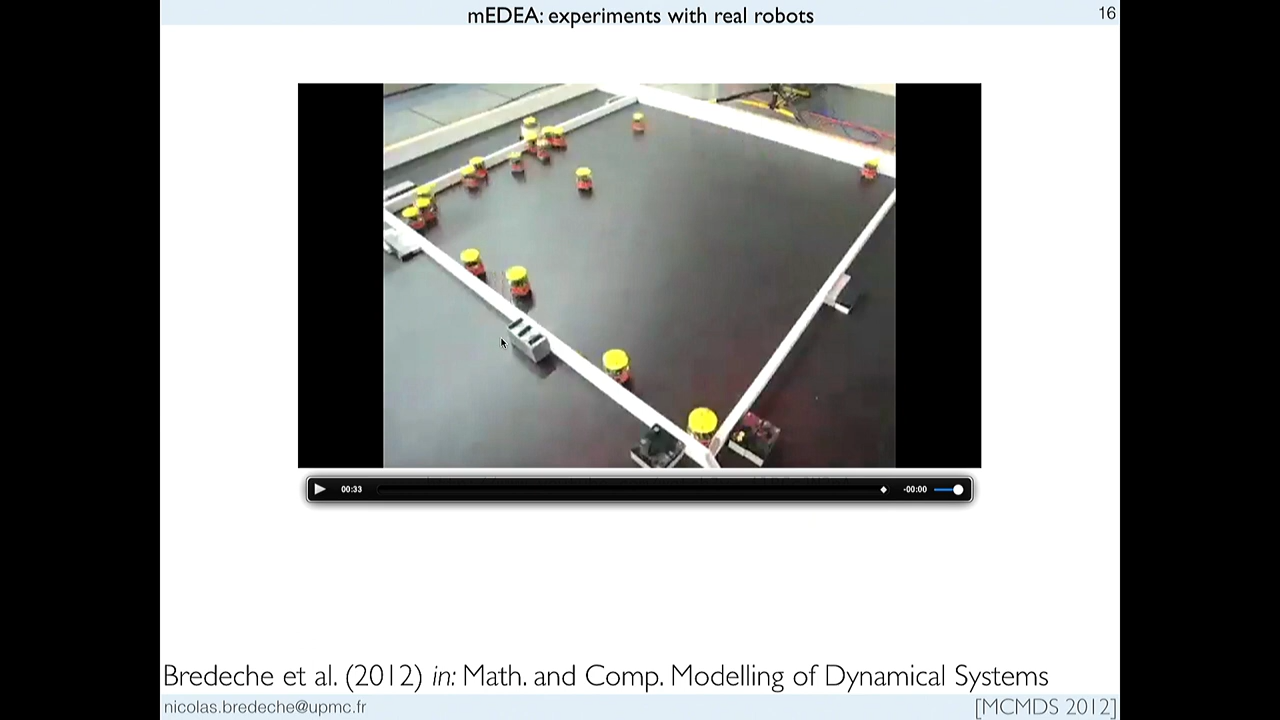 mEDEA: experiments with real robots
16
00:33
-00:00
Bredeche et al. (2012) in: Math. and Comp. Modelling of Dynamical Systems
nicolas.bredeche@upmc.fr
[MCMDS 2012]